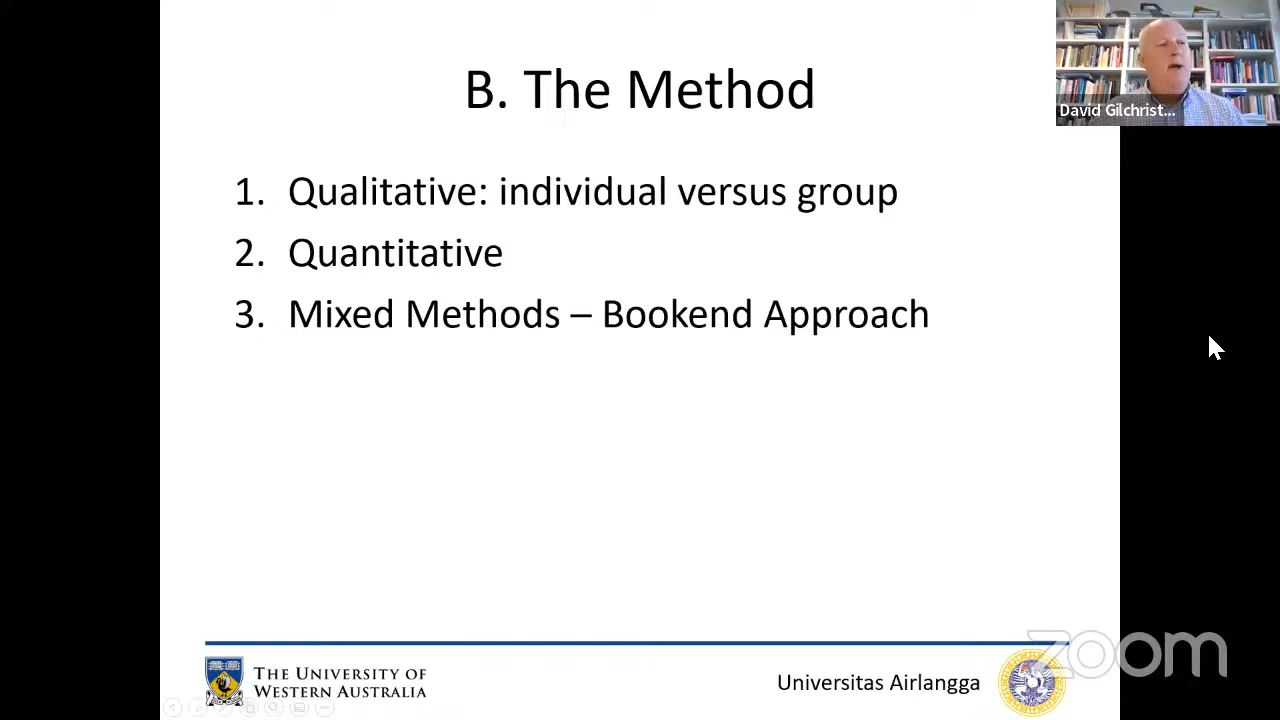 B. The Method
David Gilchrist...
1. Qualitative: individual versus group
2. Quantitative
3. Mixed Methods – Bookend Approach
THE UNIVERSITY OF
WESTERN AUSTRALIA
Universitas Airlangga
zoom